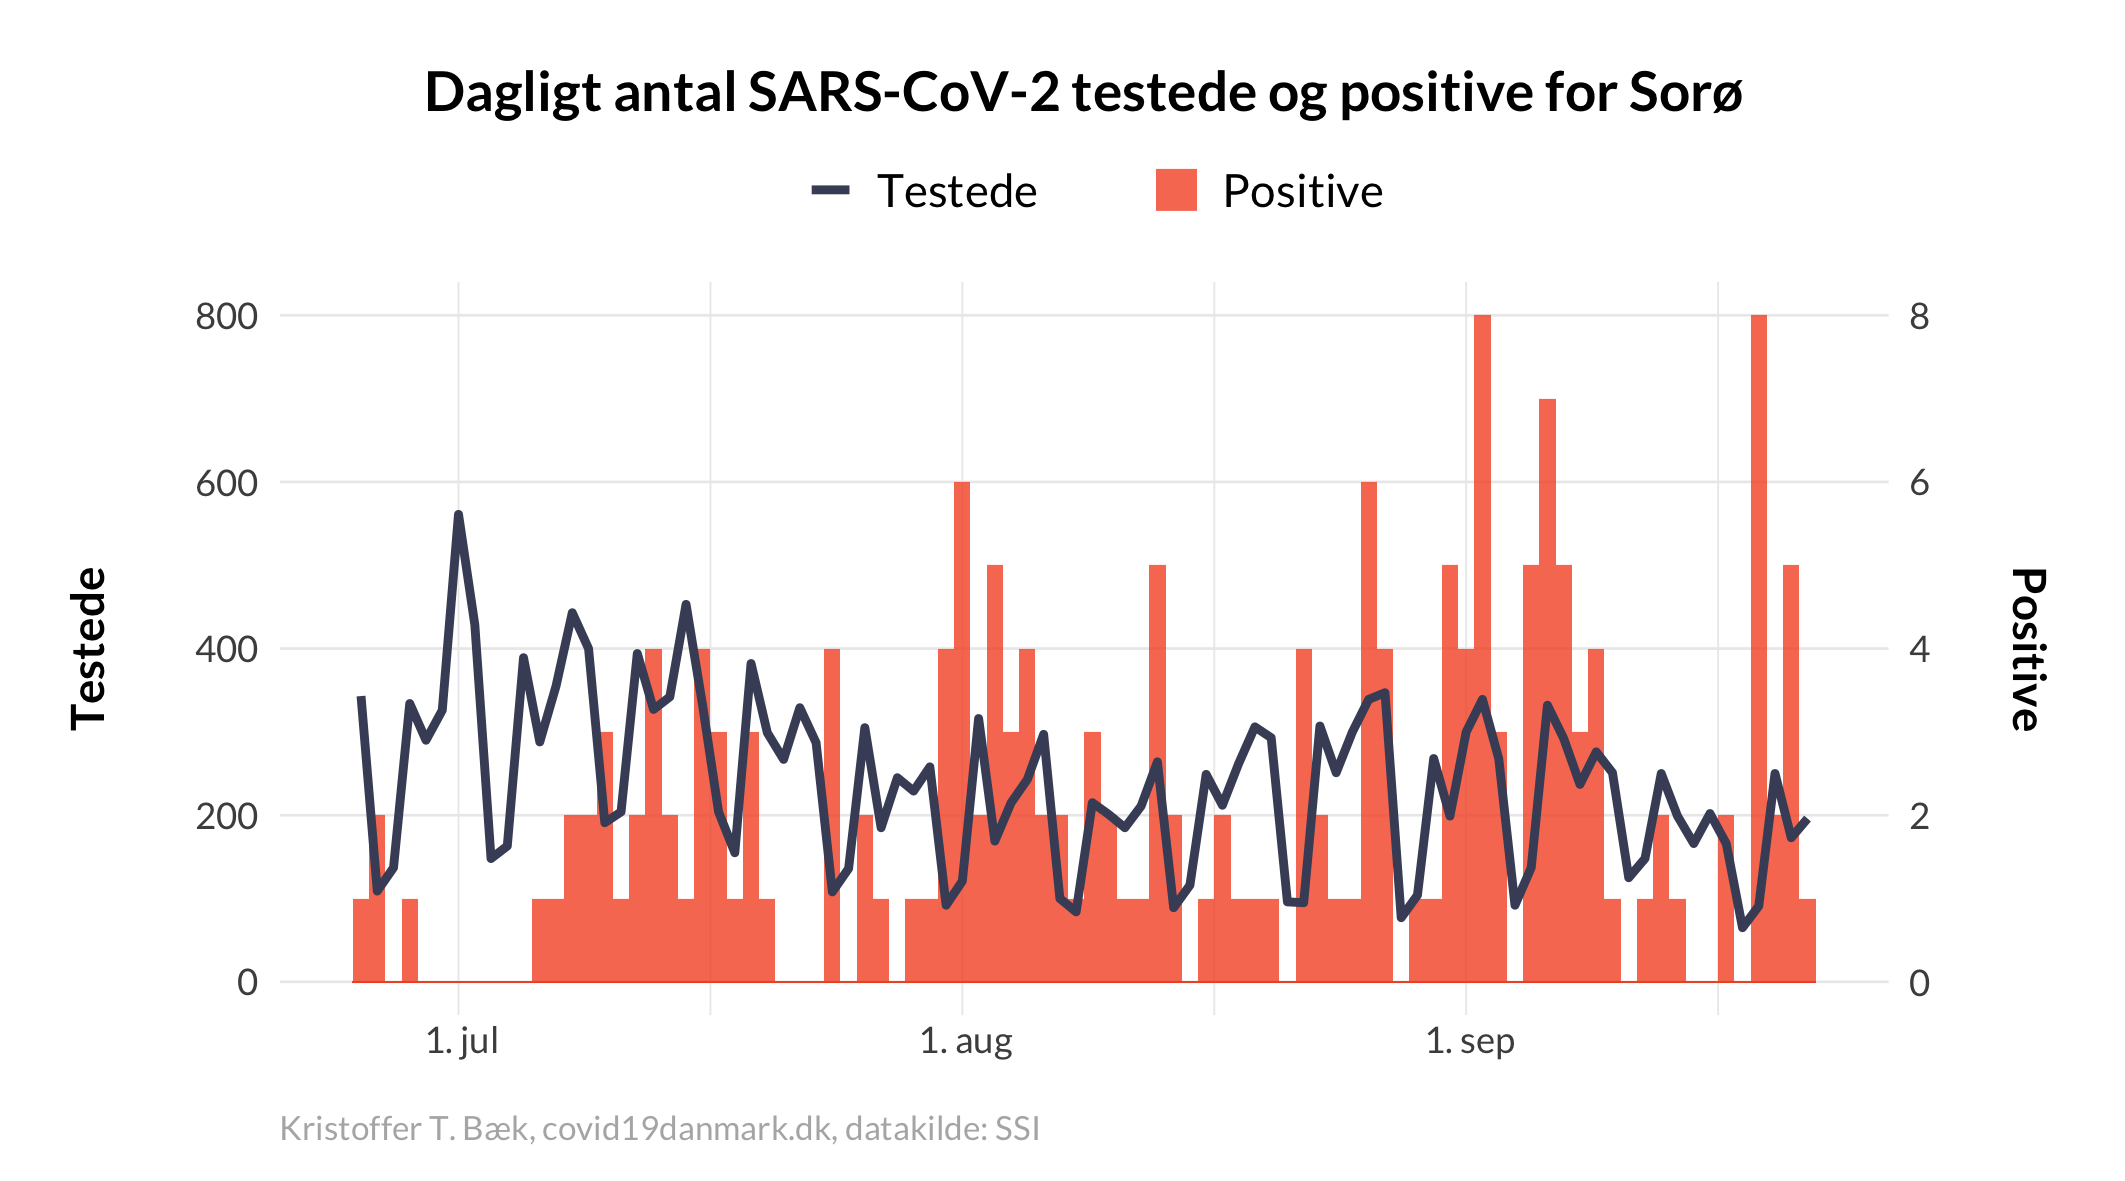 Dagligt antal SARS-CoV-2 testede og positive for Sorø
Testede
Positive
800
600
400
200
0
8
6
4
2
0
Testede
Positive
1. jul
1. aug
1. sep
Kristoffer T. Bæk, covid19danmark.dk, datakilde: SSI